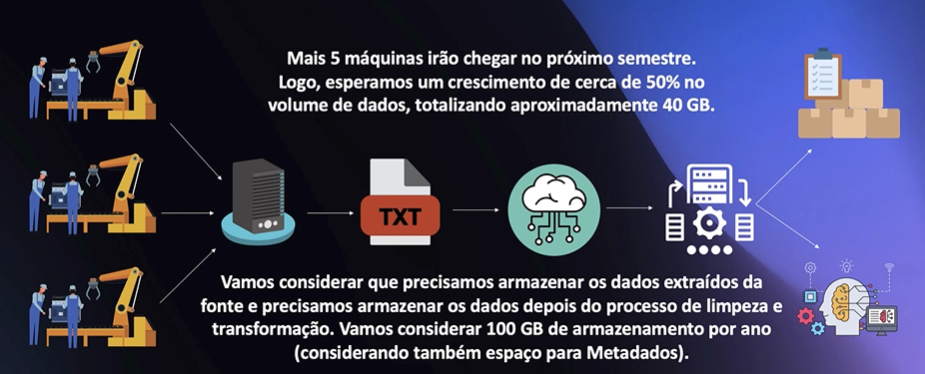 Mais 5 máquinas irão chegar no próximo semestre.
Logo, esperamos um crescimento de cerca de 50% no
volume de dados, totalizando aproximadamente 40 GB.
TXT
Vamos considerar que precisamos armazenar os dados extraídos da
fonte e precisamos armazenar os dados depois do processo de limpeza e
transformação. Vamos considerar 100 GB de armazenamento por ano
(considerando também espaço para Metadados).